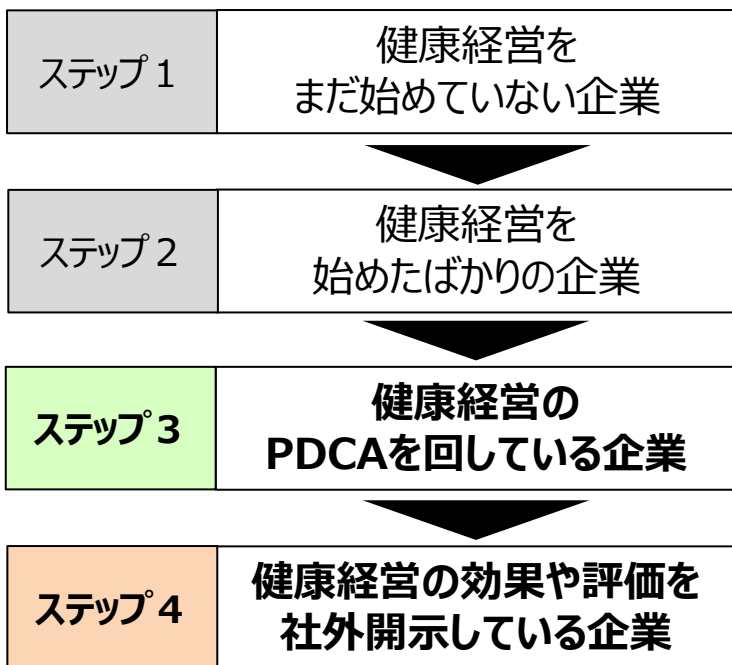 ステップ１
健康経営を
まだ始めていない企業
ステップ２
健康経営を
始めたばかりの企業
ステップ３
健康経営の
PDCAを回している企業
ステップ４
健康経営の効果や評価を
社外開示している企業